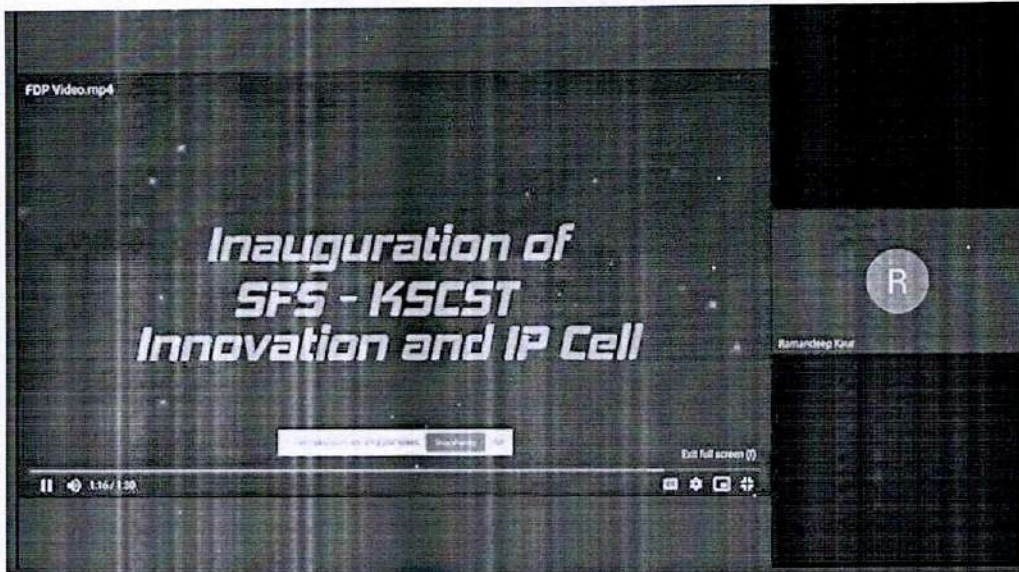 FDP Video.mp4
Inauguration of
SFS - KSCST
Innovation and IP Cell
R
Ramandeep Kaur
Exit full screen (f)
1:16 / 1:30